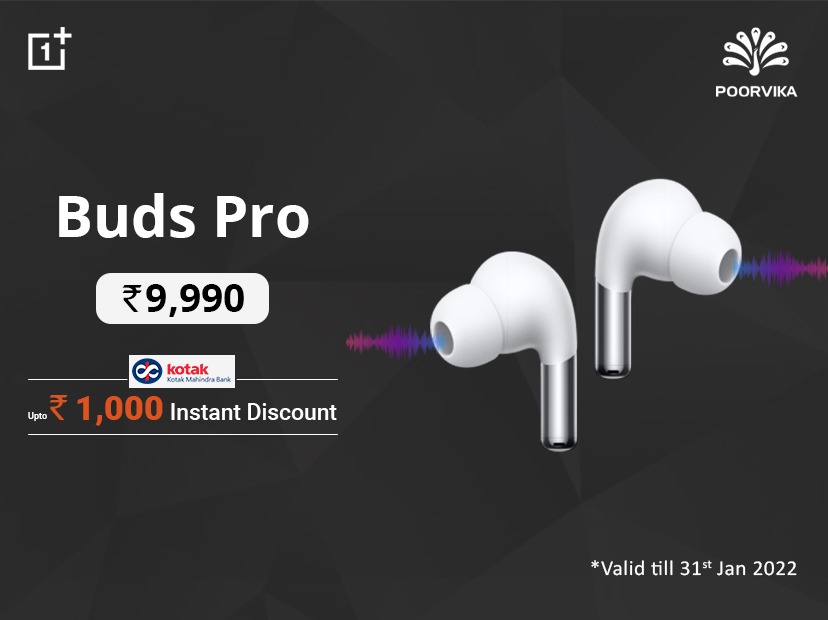 1+
POORVIKA
Buds Pro
₹9,990
kotak
Kotak Mahindra Bank
Upto ₹ 1,000 Instant Discount
*Valid till 31st Jan 2022